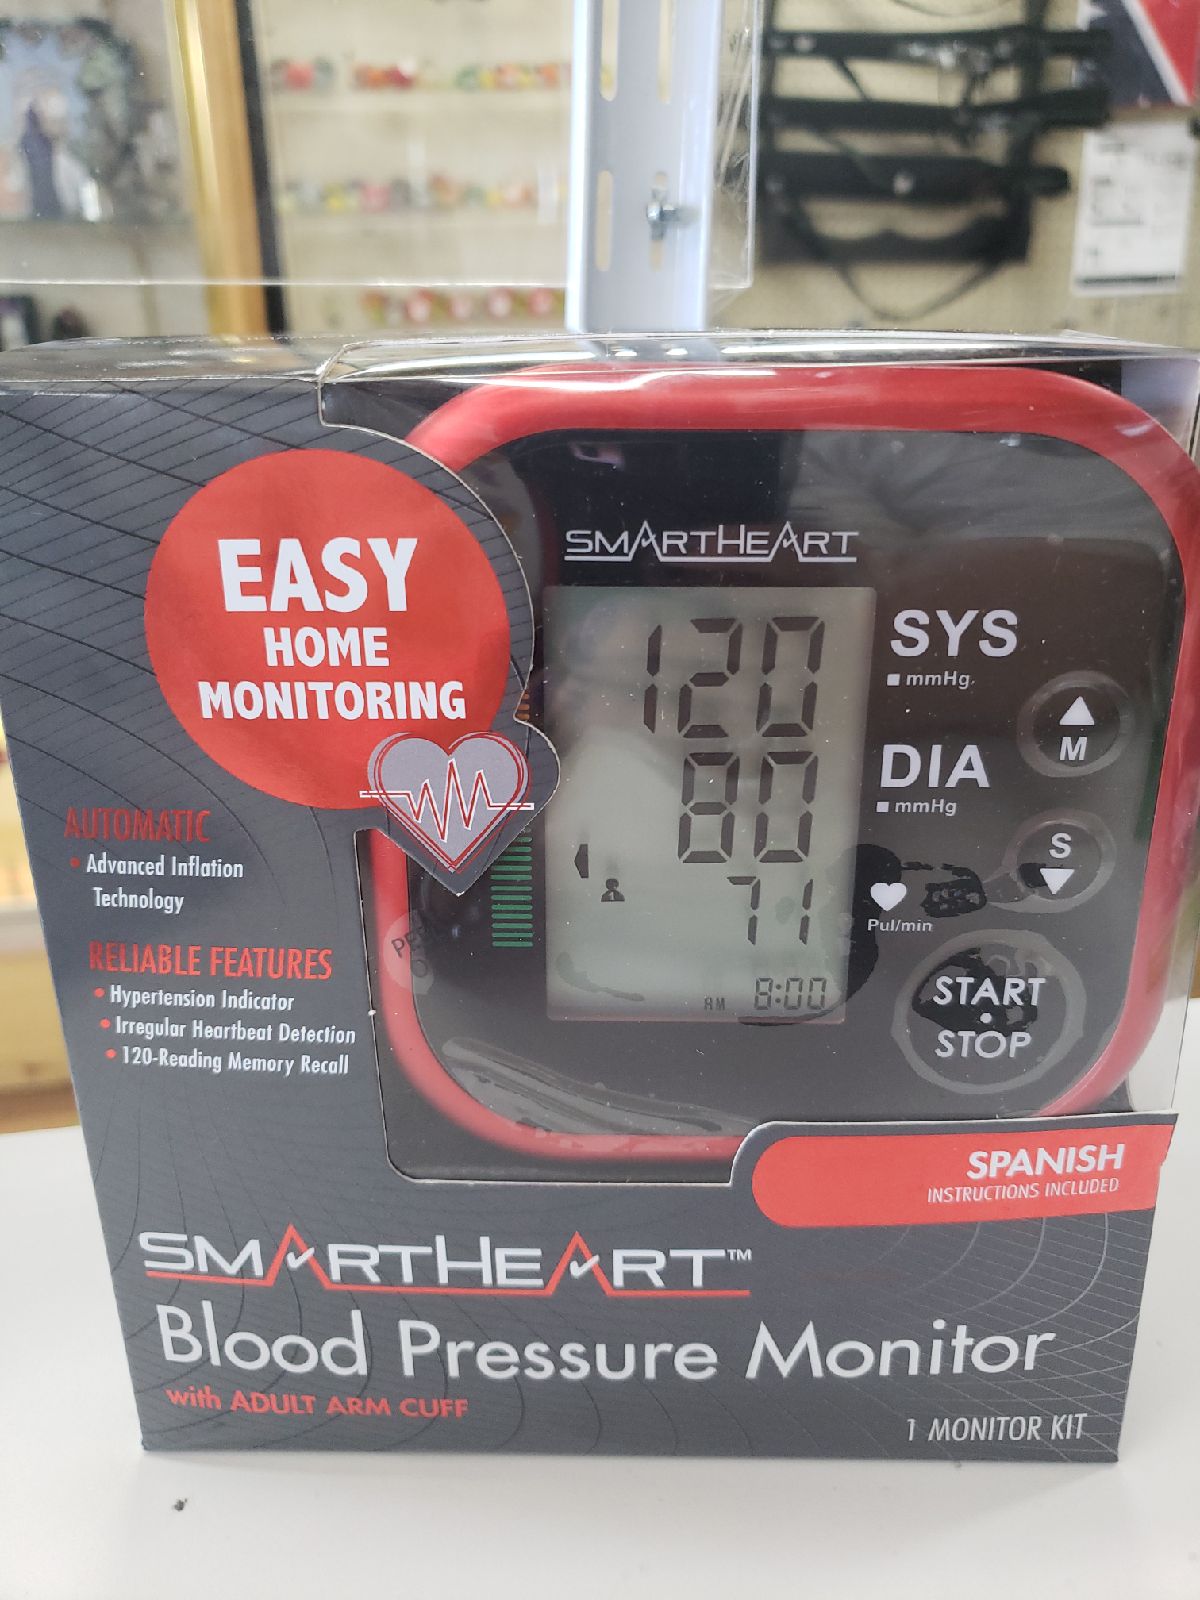 EASY
HOME
MONITORING
AUTOMATIC
• Advanced Inflation
Technology
RELIABLE FEATURES
• Hypertension Indicator
• Irregular Heartbeat Detection
• 120-Reading Memory Recall
SMARTHEART
120
SYS
mmHg
80
DIA
mmHg
71
Pul/min
AM 8:00
M
S
START
STOP
SPANISH
INSTRUCTIONS INCLUDED
SMARTHEART™
Blood Pressure Monitor
with ADULT ARM CUFF
1 MONITOR KIT